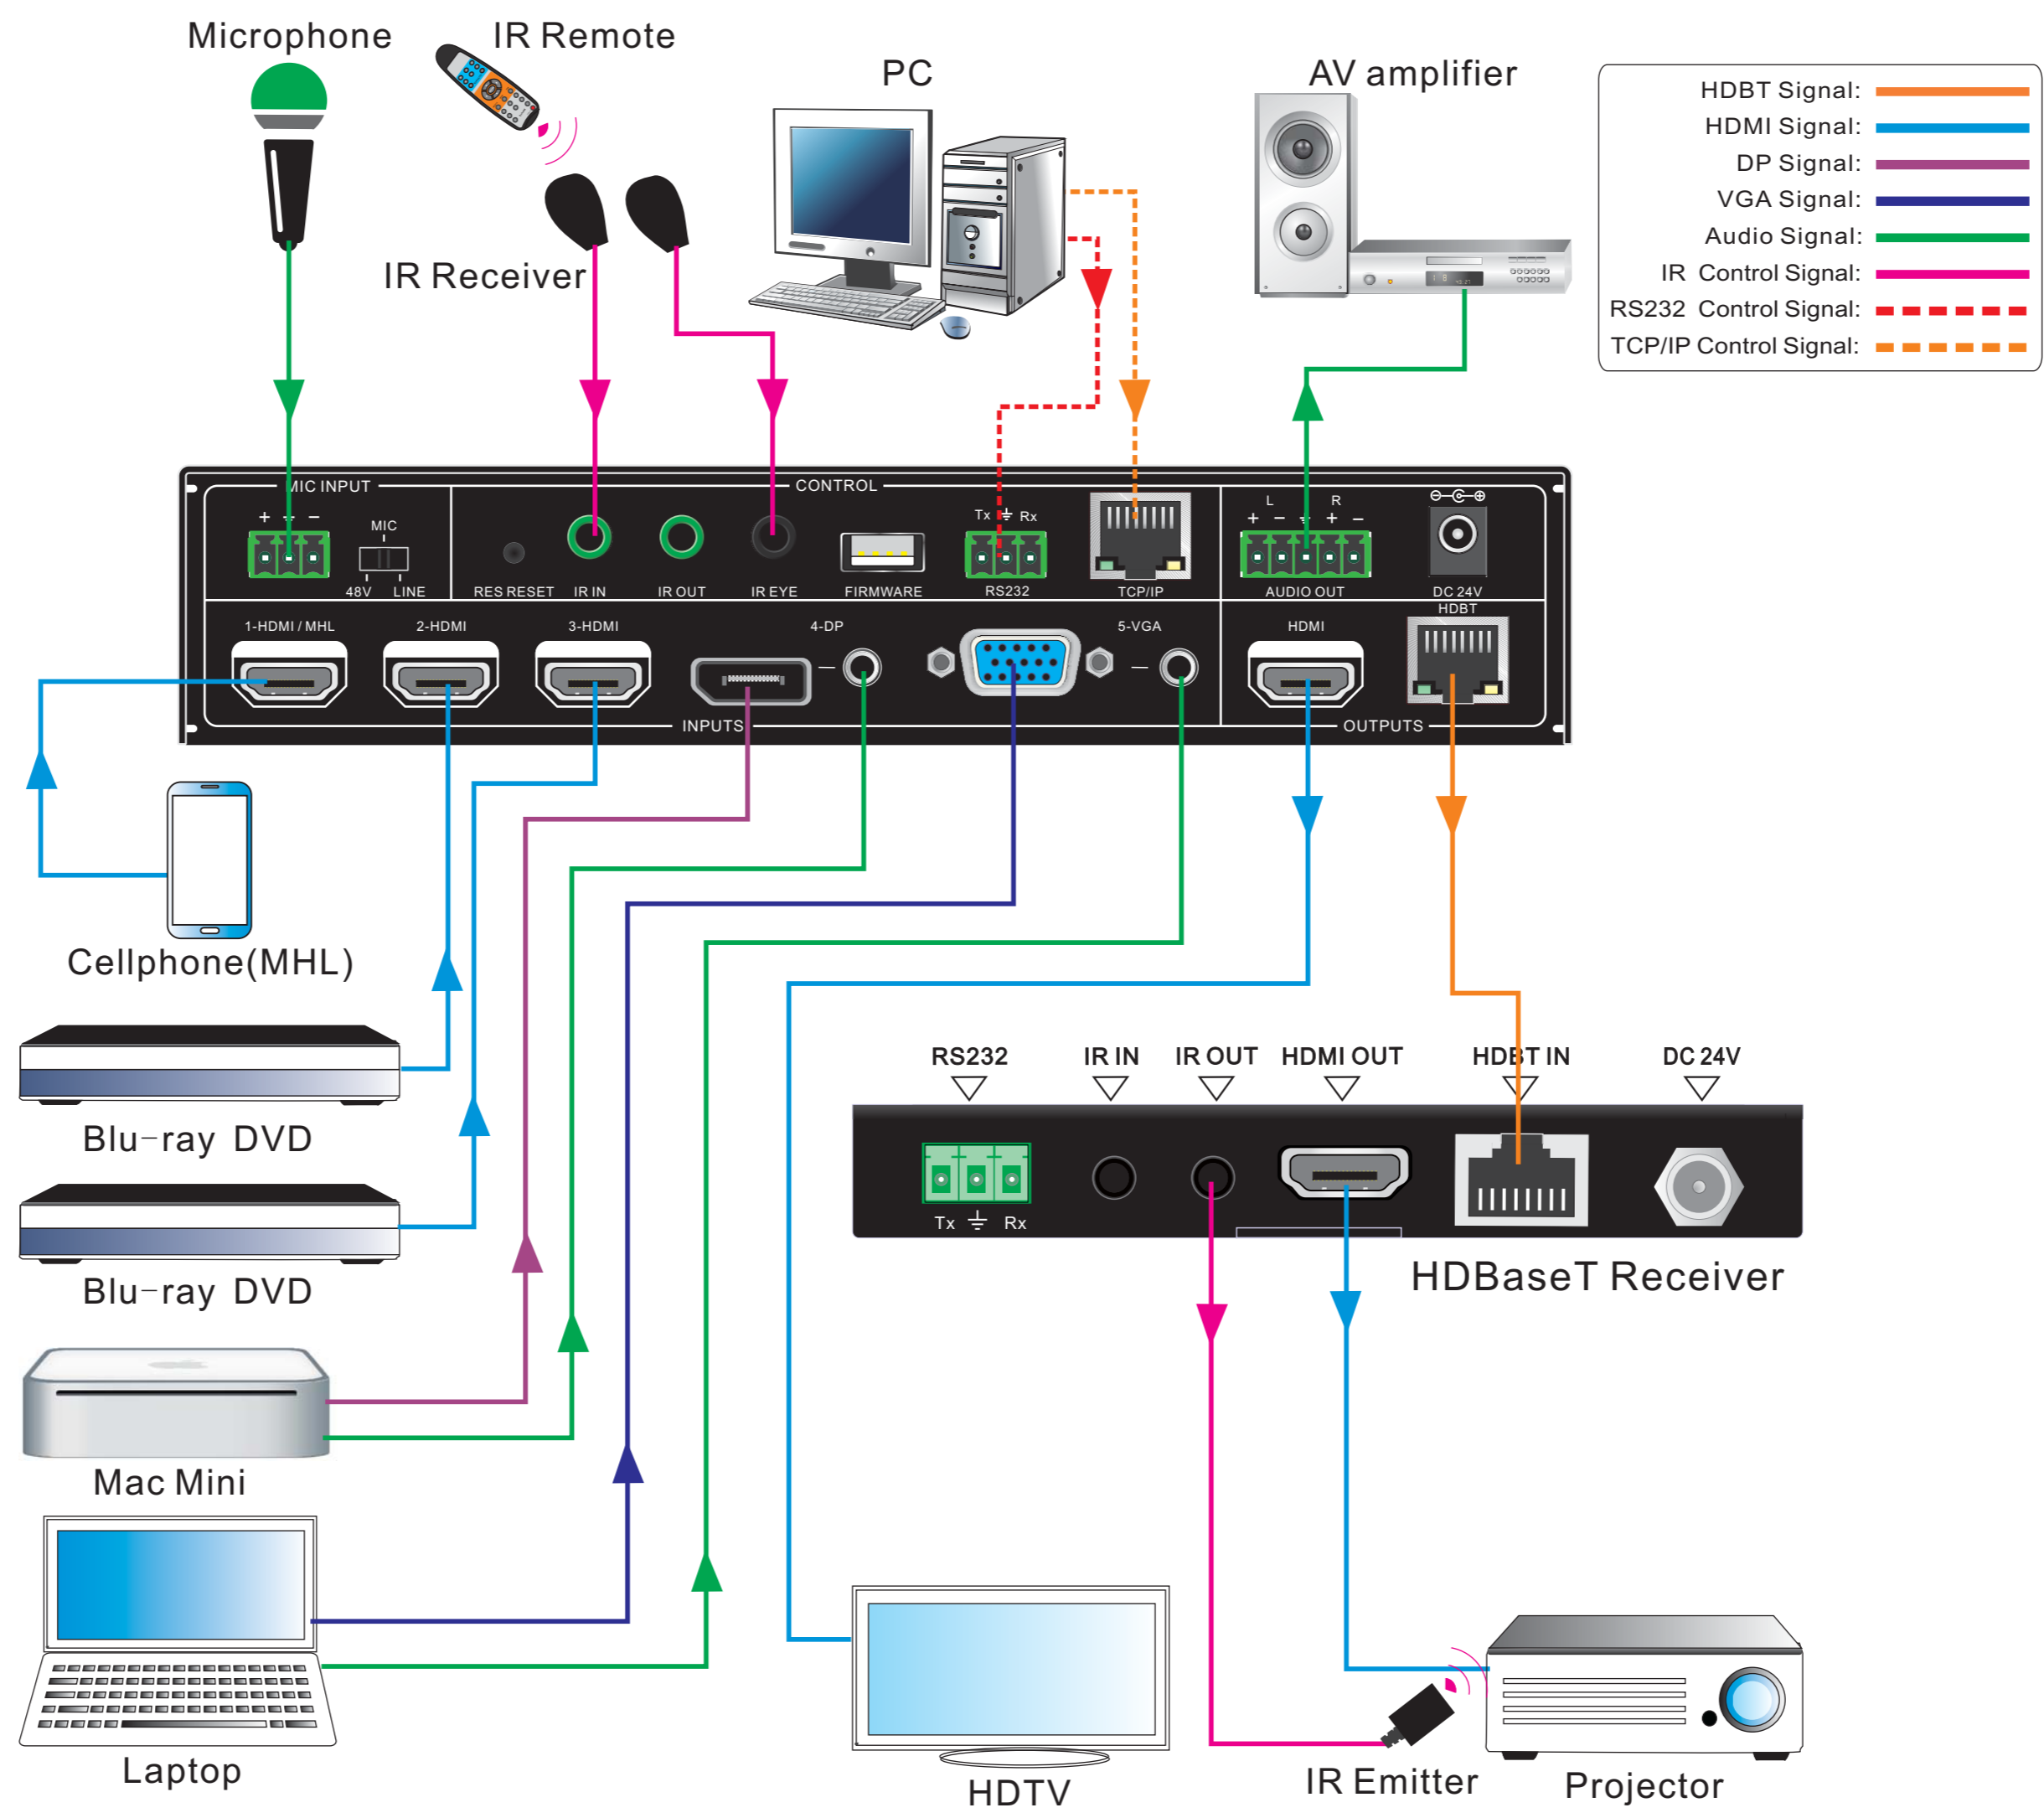 Microphone
IR Remote
PC
AV amplifier
HDBT Signal:
HDMI Signal:
DP Signal:
VGA Signal:
Audio Signal:
IR Control Signal:
RS232 Control Signal:
TCP/IP Control Signal:
IR Receiver
MIC INPUT
CONTROL
L R
+ - + -
+ -
MIC
Tx Rx
48V LINE
RES RESET IR IN IR OUT IR EYE FIRMWARE RS232 TCP/IP
AUDIO OUT DC 24V
HDBT
1-HDMI / MHL 2-HDMI 3-HDMI 4-DP 5-VGA HDMI
INPUTS OUTPUTS
Cellphone(MHL)
RS232 IR IN IR OUT HDMI OUT HDBT IN DC 24V
Blu-ray DVD
Tx Rx
HDBaseT Receiver
Blu-ray DVD
Mac Mini
Laptop
HDTV
IR Emitter
Projector